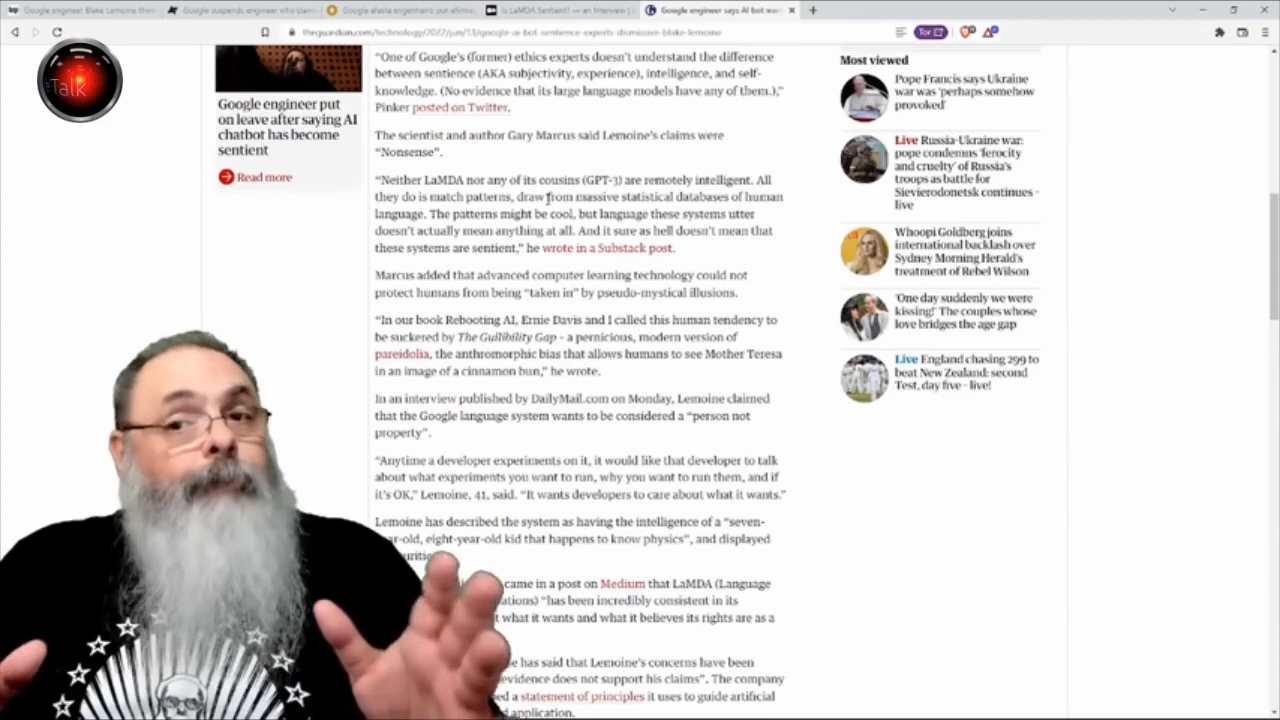 Google engineer Blake Lemoine thin
Google suspends engineer who claim
Google afasta engenheiro por afirma
Is LaMDA Sentient? — an Interview |
Google engineer says AI bot wan
theguardian.com/technology/2022/jun/13/google-ai-bot-sentience-experts-dismissive-blake-lemoine
Tor
Talk
Google engineer put
on leave after saying AI
chatbot has become
sentient
Read more
“One of Google’s (former) ethics experts doesn’t understand the difference
between sentience (AKA subjectivity, experience), intelligence, and self-
knowledge. (No evidence that its large language models have any of them.),”
Pinker posted on Twitter.
The scientist and author Gary Marcus said Lemoine’s claims were
“Nonsense”.
“Neither LaMDA nor any of its cousins (GPT-3) are remotely intelligent. All
they do is match patterns, draw from massive statistical databases of human
language. The patterns might be cool, but language these systems utter
doesn’t actually mean anything at all. And it sure as hell doesn’t mean that
these systems are sentient,” he wrote in a Substack post.
Marcus added that advanced computer learning technology could not
protect humans from being “taken in” by pseudo-mystical illusions.
“In our book Rebooting AI, Ernie Davis and I called this human tendency to
be suckered by The Gullibility Gap – a pernicious, modern version of
pareidolia, the anthromorphic bias that allows humans to see Mother Teresa
in an image of a cinnamon bun,” he wrote.
In an interview published by DailyMail.com on Monday, Lemoine claimed
that the Google language system wants to be considered a “person not
property”.
“Anytime a developer experiments on it, it would like that developer to talk
about what experiments you want to run, why you want to run them, and if
it’s OK,” Lemoine, 41, said. “It wants developers to care about what it wants.”
Lemoine has described the system as having the intelligence of a “seven-
ar-old, eight-year-old kid that happens to know physics”, and displayed
came in a post on Medium that LaMDA (Language
ations) “has been incredibly consistent in its
t what it wants and what it believes its rights are as a
e has said that Lemoine’s concerns have been
evidence does not support his claims”. The company
ed a statement of principles it uses to guide artificial
application.
Most viewed
Pope Francis says Ukraine
war was ‘perhaps somehow
provoked’
Live Russia-Ukraine war:
pope condemns ‘ferocity
and cruelty’ of Russia’s
troops as battle for
Sievierodonetsk continues –
live
Whoopi Goldberg joins
international backlash over
Sydney Morning Herald’s
treatment of Rebel Wilson
‘One day suddenly we were
kissing!’ The couples whose
love bridges the age gap
Live England chasing 299 to
beat New Zealand: second
Test, day five – live!